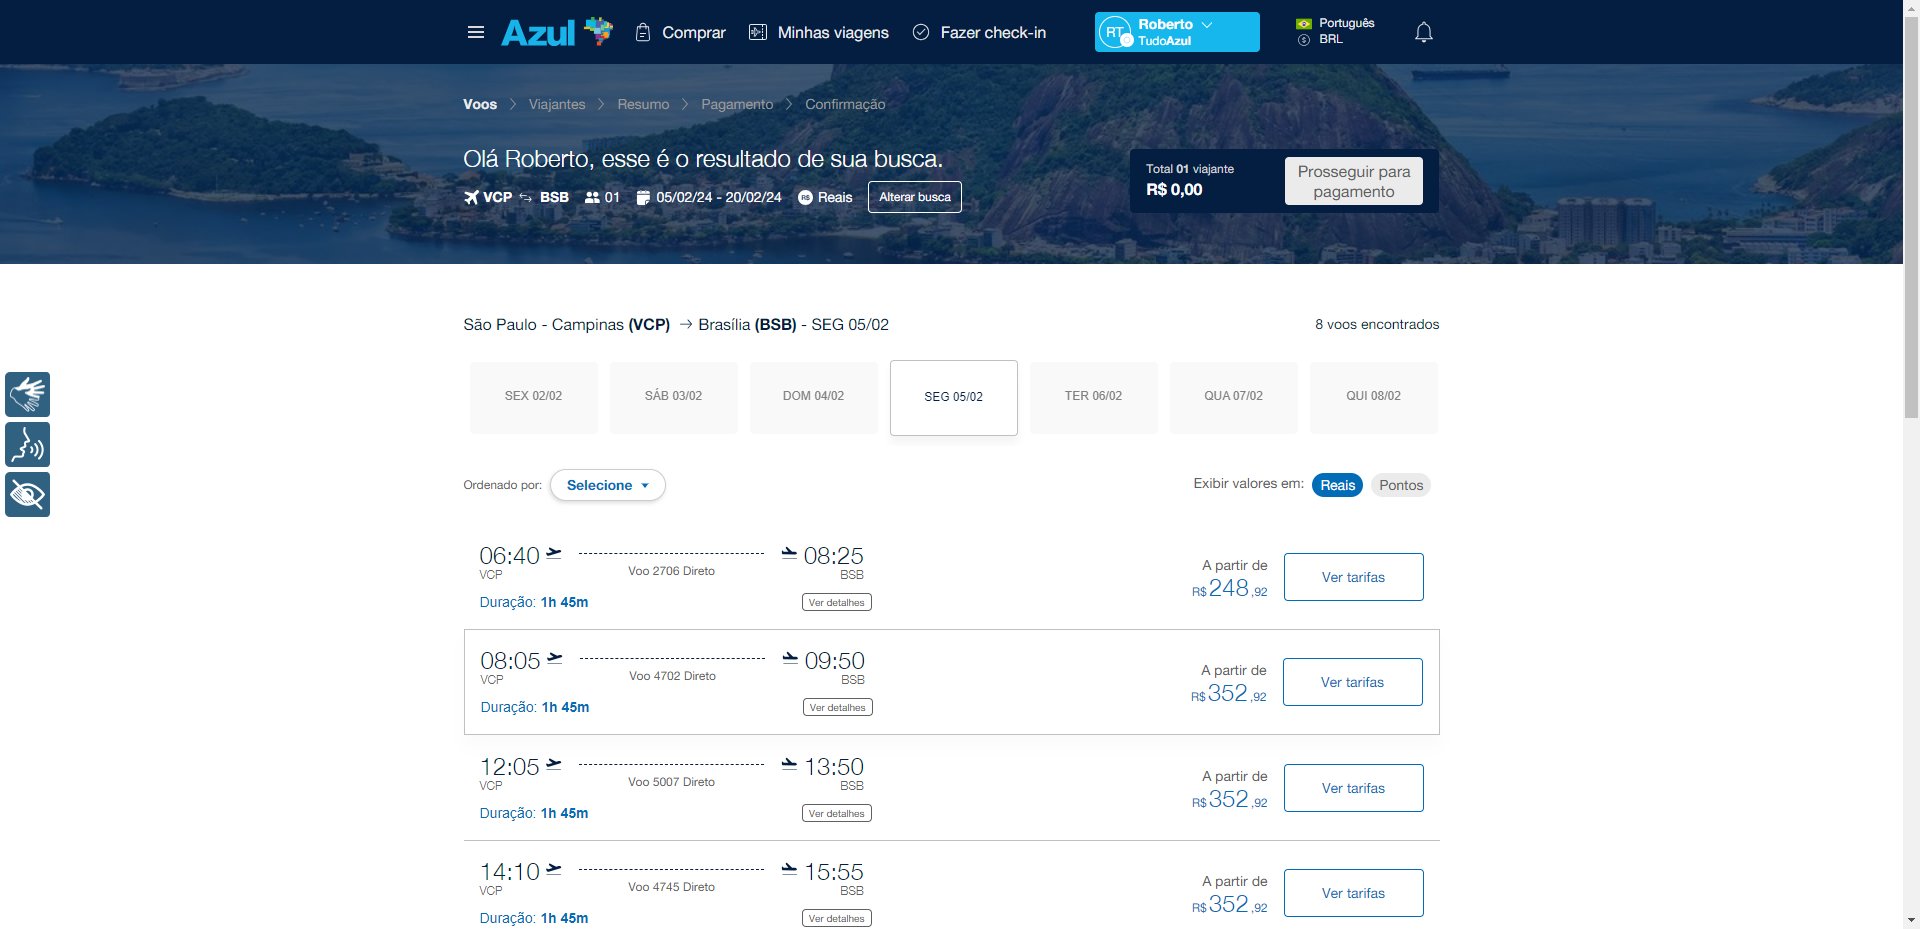 Azul
Comprar
Minhas viagens
Fazer check-in
RT
Roberto
TudoAzul
Português
BRL
Voos
Viajantes
Resumo
Pagamento
Confirmação
Olá Roberto, esse é o resultado de sua busca.
VCP BSB 01 05/02/24 - 20/02/24 R$ Reais Alterar busca
Total 01 viajante
R$ 0,00
Prosseguir para
pagamento
São Paulo - Campinas (VCP) → Brasília (BSB) - SEG 05/02
8 voos encontrados
SEX 02/02
SÁB 03/02
DOM 04/02
SEG 05/02
TER 06/02
QUA 07/02
QUI 08/02
Ordenado por: Selecione
Exibir valores em: Reais Pontos
06:40 08:25
VCP Voo 2706 Direto BSB
Duração: 1h 45m Ver detalhes
A partir de
R$ 248,92
Ver tarifas
08:05 09:50
VCP Voo 4702 Direto BSB
Duração: 1h 45m Ver detalhes
A partir de
R$ 352,92
Ver tarifas
12:05 13:50
VCP Voo 5007 Direto BSB
Duração: 1h 45m Ver detalhes
A partir de
R$ 352,92
Ver tarifas
14:10 15:55
VCP Voo 4745 Direto BSB
Duração: 1h 45m Ver detalhes
A partir de
R$ 352,92
Ver tarifas